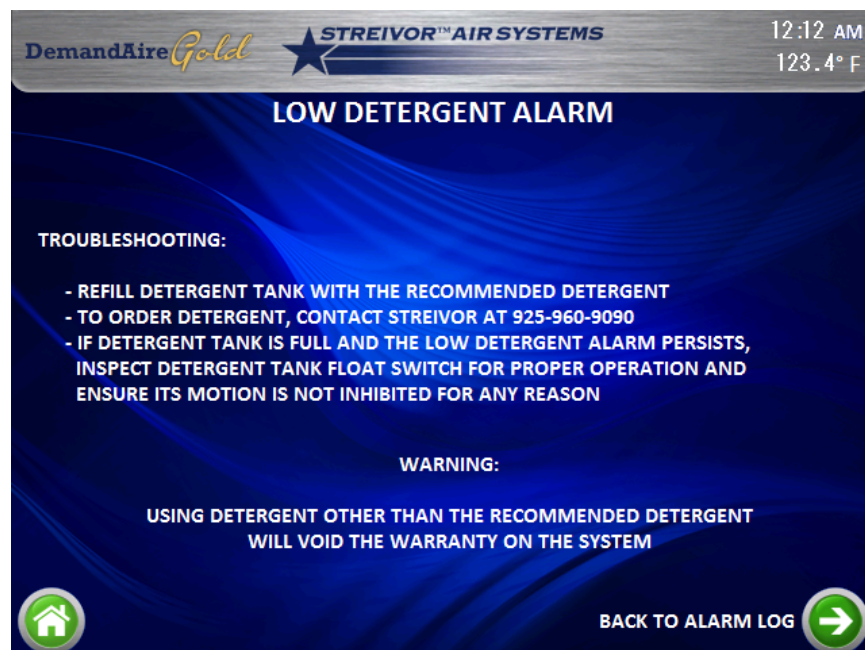 DemandAire Gold
STREIVOR™ AIR SYSTEMS
12:12 AM
123.4° F
LOW DETERGENT ALARM
TROUBLESHOOTING:
- REFILL DETERGENT TANK WITH THE RECOMMENDED DETERGENT
- TO ORDER DETERGENT, CONTACT STREIVOR AT 925-960-9090
- IF DETERGENT TANK IS FULL AND THE LOW DETERGENT ALARM PERSISTS,
INSPECT DETERGENT TANK FLOAT SWITCH FOR PROPER OPERATION AND
ENSURE ITS MOTION IS NOT INHIBITED FOR ANY REASON
WARNING:
USING DETERGENT OTHER THAN THE RECOMMENDED DETERGENT
WILL VOID THE WARRANTY ON THE SYSTEM
BACK TO ALARM LOG